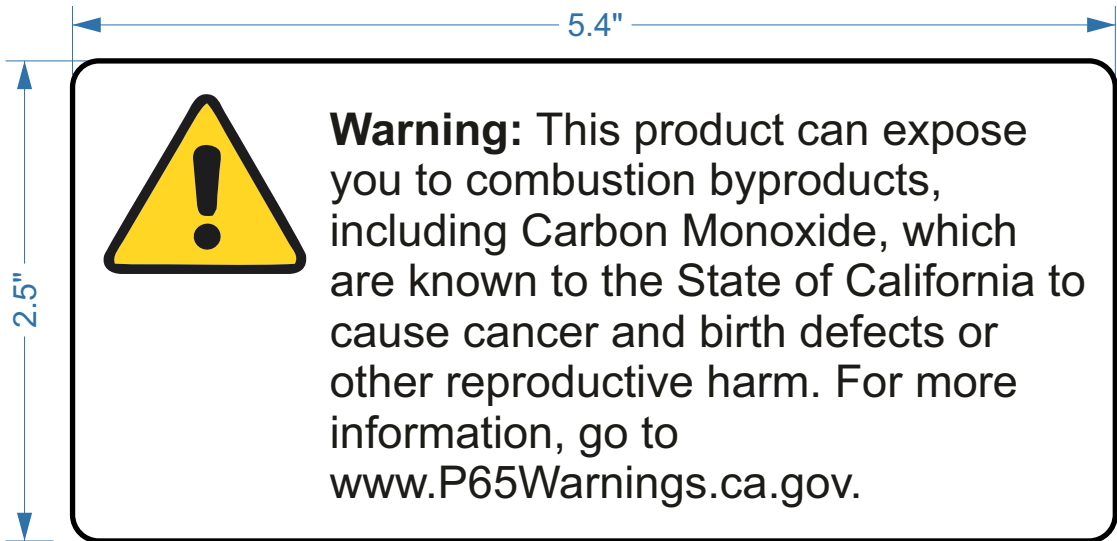 5.4"
2.5"
Warning: This product can expose
you to combustion byproducts,
including Carbon Monoxide, which
are known to the State of California to
cause cancer and birth defects or
other reproductive harm. For more
information, go to
www.P65Warnings.ca.gov.